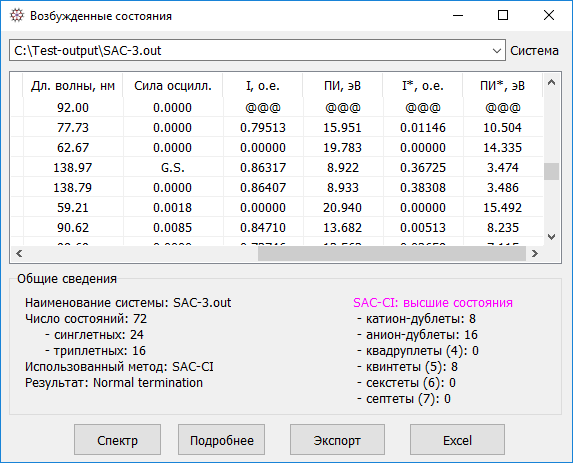 Возбужденные состояния
C:\Test-output\SAC-3.out Система
Дл. волны, нм Сила осцилл. I, о.е. ПИ, эВ I*, о.е. ПИ*, эВ
92.00 0.0000 @@@ @@@ @@@ @@@
77.73 0.0000 0.79513 15.951 0.01146 10.504
62.67 0.0000 0.00000 19.783 0.00000 14.335
138.97 G.S. 0.86317 8.922 0.36725 3.474
138.79 0.0000 0.86407 8.933 0.38308 3.486
59.21 0.0018 0.00000 20.940 0.00000 15.492
90.62 0.0085 0.84710 13.682 0.00513 8.235
Общие сведения
Наименование системы: SAC-3.out
Число состояний: 72
- синглетных: 24
- триплетных: 16
Использованный метод: SAC-CI
Результат: Normal termination
SAC-CI: высшие состояния
- катион-дублеты: 8
- анион-дублеты: 16
- квадруплеты (4): 0
- квинтеты (5): 8
- секстеты (6): 0
- септеты (7): 0
Спектр Подробнее Экспорт Excel